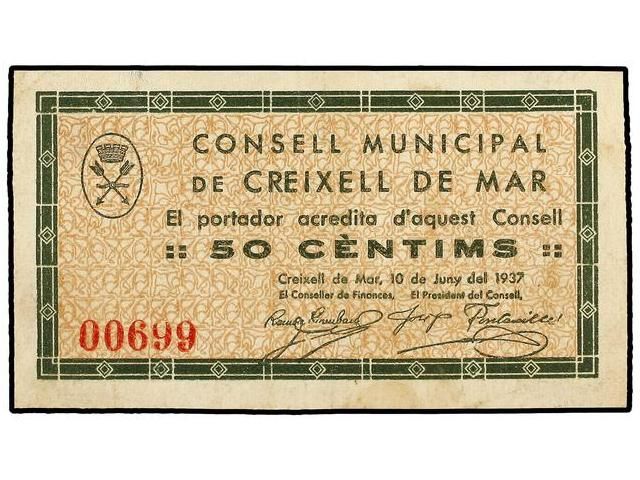 CONSELL MUNICIPAL
DE CREIXELL DE MAR
El portador acredita d'aquest Consell
:: 50 CÈNTIMS ::
Creixell de Mar, 10 de Juny del 1937
El Conseller de Finances, El President del Consell,
00699